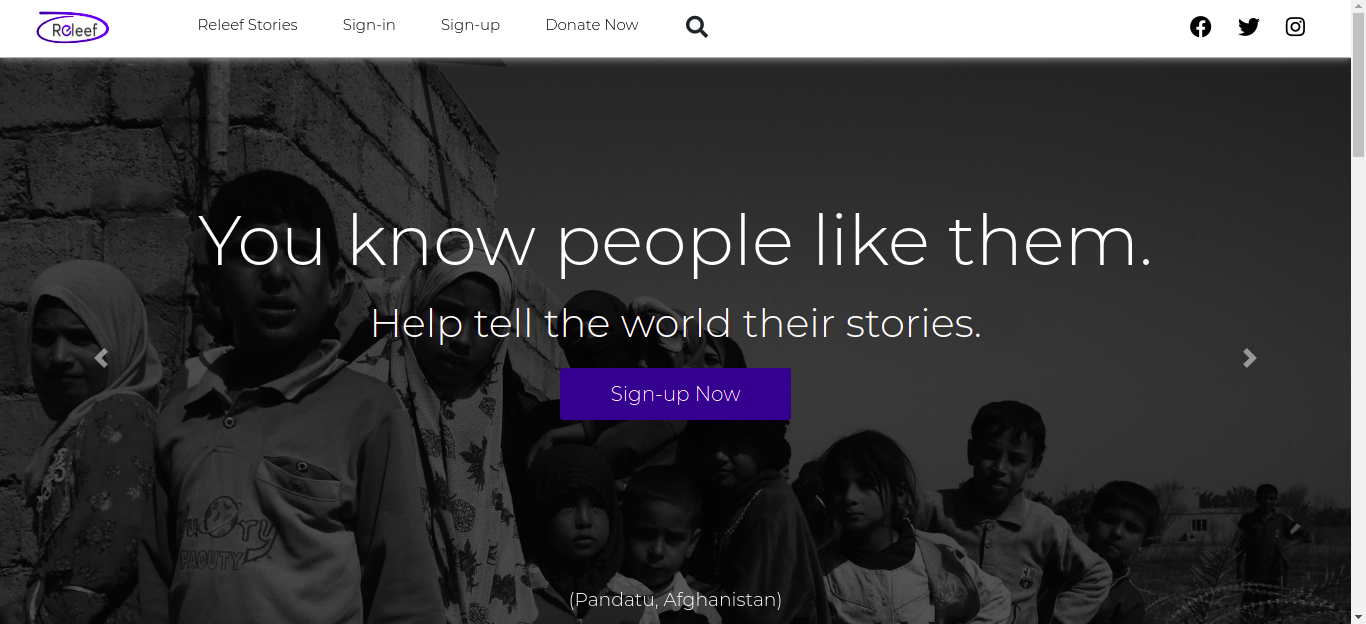 Releef
Releef Stories
Sign-in
Sign-up
Donate Now
You know people like them.
Help tell the world their stories.
Sign-up Now
(Pandatu, Afghanistan)